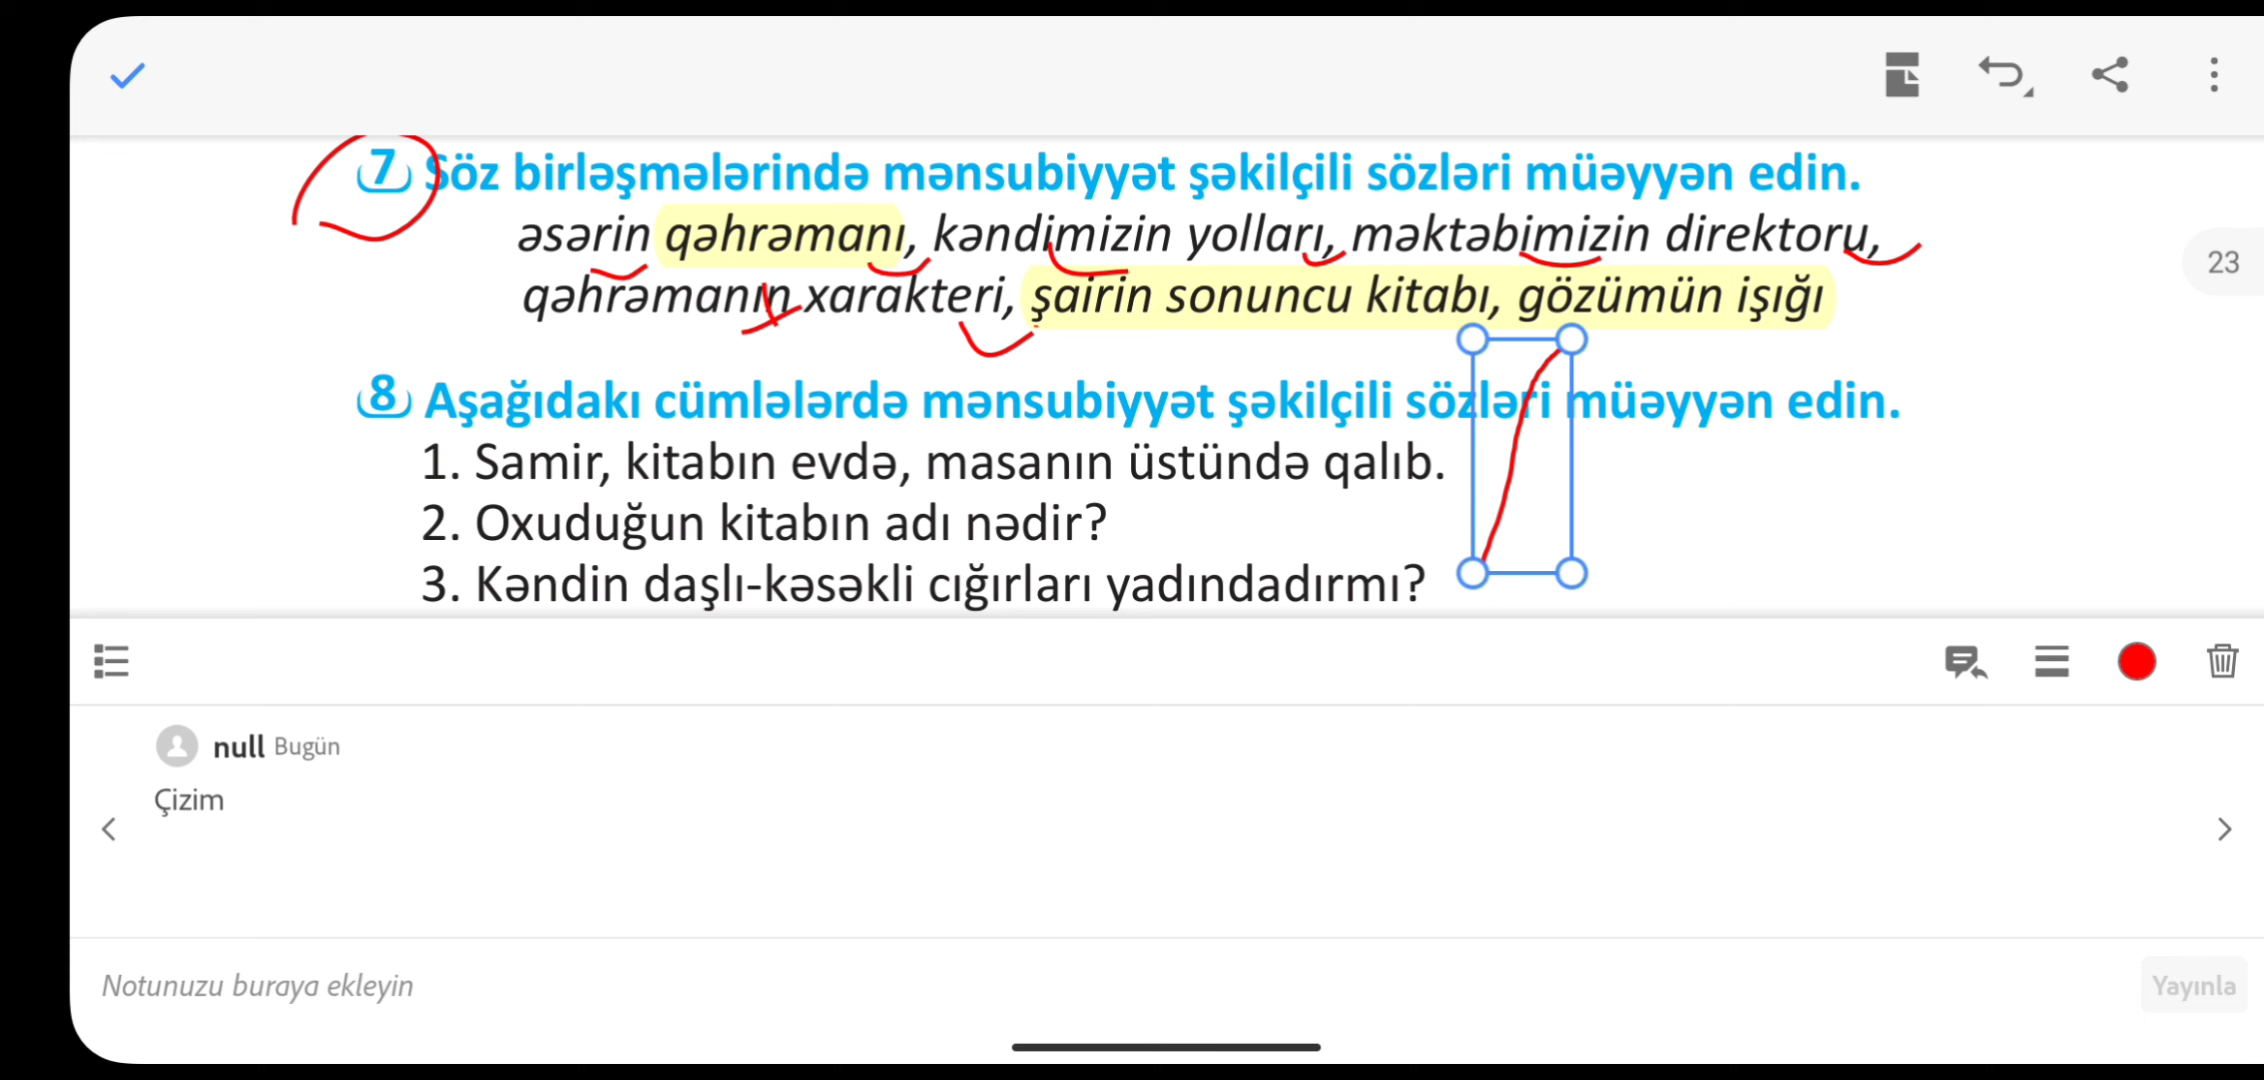 7 Söz birləşmələrində mənsubiyyət şəkilçili sözləri müəyyən edin.
əsərin qəhrəmanı, kəndimizin yolları, məktəbimizin direktoru,
qəhrəmanın xarakteri, şairin sonuncu kitabı, gözümün işığı
23
8 Aşağıdakı cümlələrdə mənsubiyyət şəkilçili sözləri müəyyən edin.
1. Samir, kitabın evdə, masanın üstündə qalıb.
2. Oxuduğun kitabın adı nədir?
3. Kəndin daşlı-kəsəkli cığırları yadındadırmı?
null Bugün
Çizim
Notunuzu buraya ekleyin
Yayınla